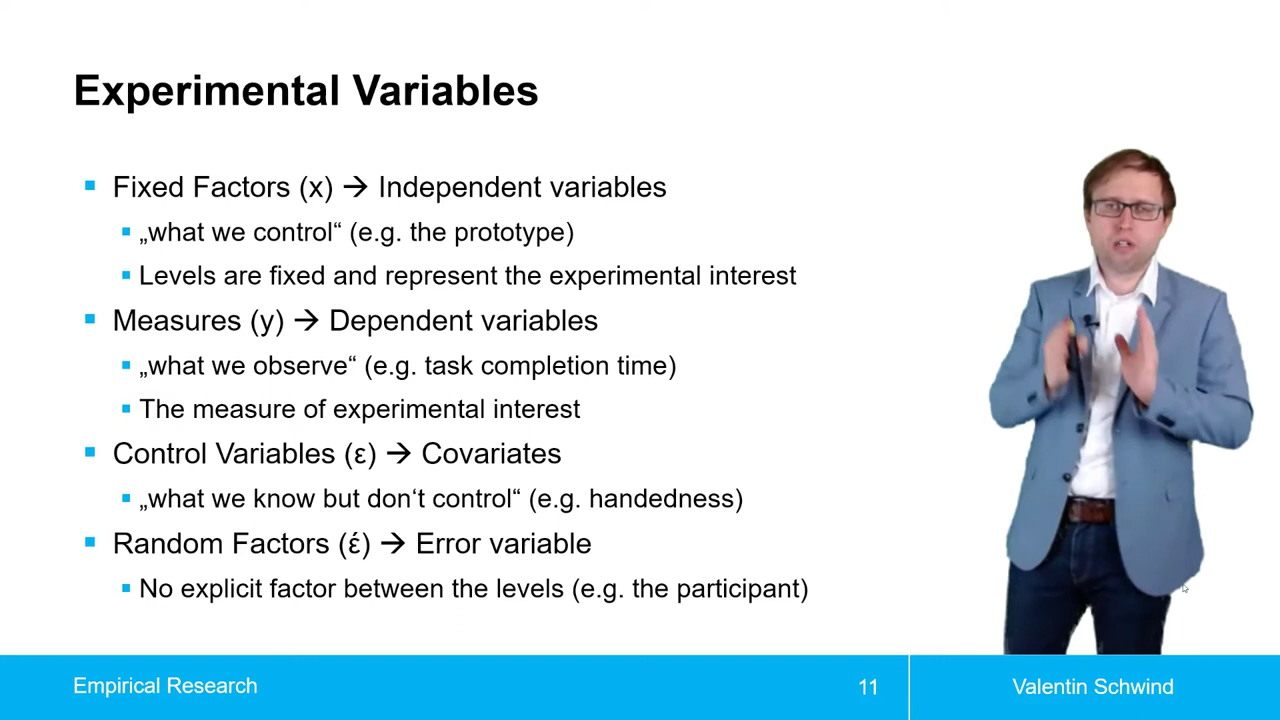 Experimental Variables
Fixed Factors (x) → Independent variables
„what we control“ (e.g. the prototype)
Levels are fixed and represent the experimental interest
Measures (y) → Dependent variables
„what we observe“ (e.g. task completion time)
The measure of experimental interest
Control Variables (ε) → Covariates
„what we know but don‘t control“ (e.g. handedness)
Random Factors (έ) → Error variable
No explicit factor between the levels (e.g. the participant)
Empirical Research
11
Valentin Schwind